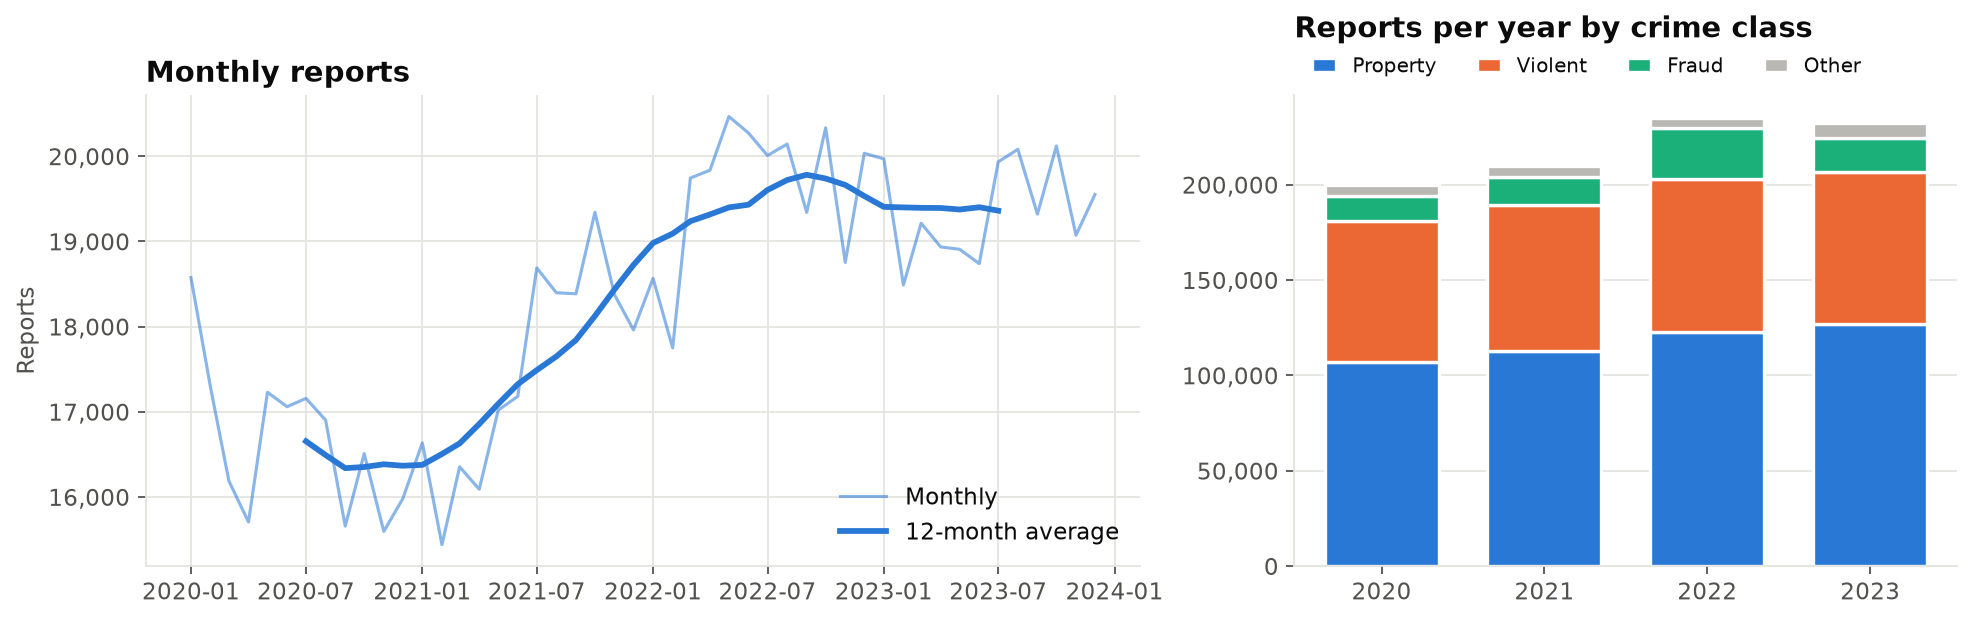 Monthly reports
Reports
20,000
19,000
18,000
17,000
16,000
Monthly
12-month average
2020-01 2020-07 2021-01 2021-07 2022-01 2022-07 2023-01 2023-07 2024-01
Reports per year by crime class
Property Violent Fraud Other
200,000
150,000
100,000
50,000
0
2020 2021 2022 2023